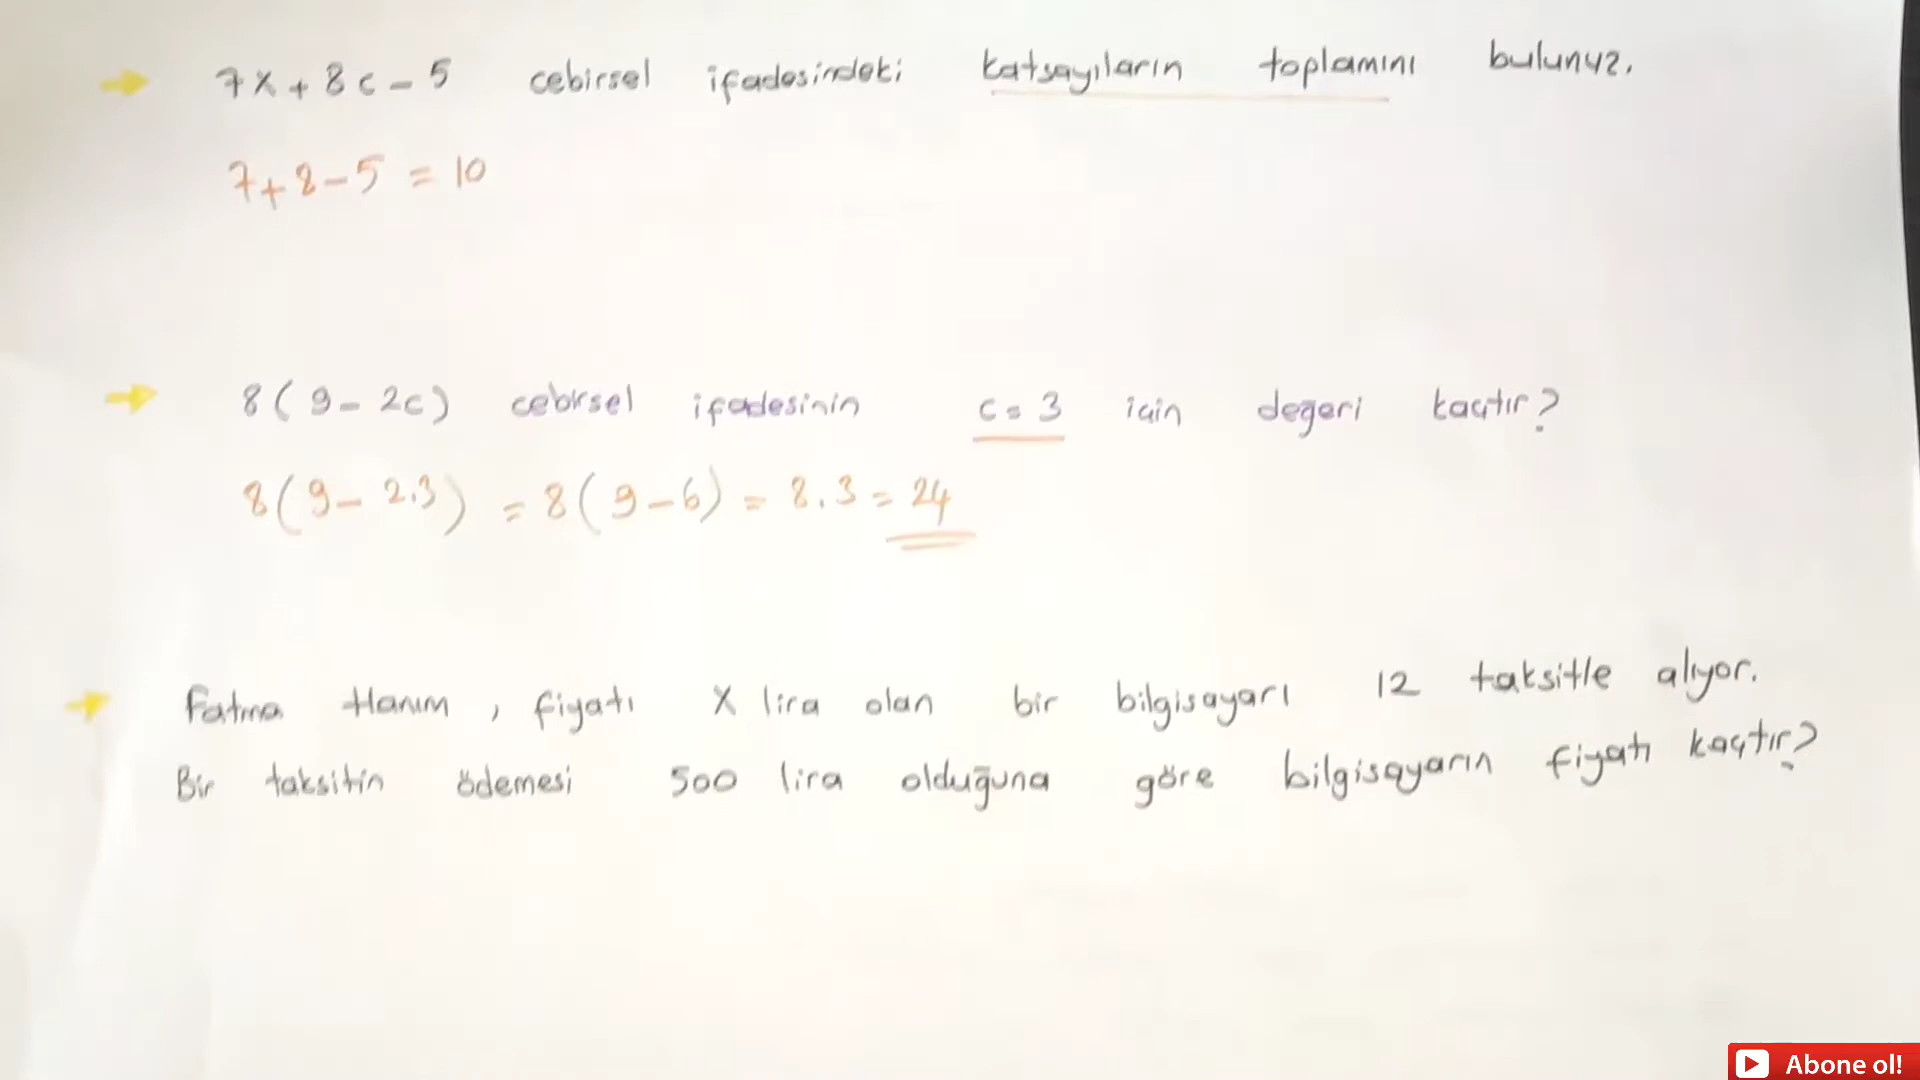 7x + 8c - 5 cebirsel ifadesindeki katsayıların toplamını bulunuz.
7+8-5 = 10
8(9-2c) cebirsel ifadesinin c=3 için değeri kaçtır?
8(9-2.3) = 8(9-6) = 8.3 = 24
Fatma Hanım, fiyatı X lira olan bir bilgisayarı 12 taksitle alıyor.
Bir taksitin ödemesi 500 lira olduğuna göre bilgisayarın fiyatı kaçtır?
Abone ol!